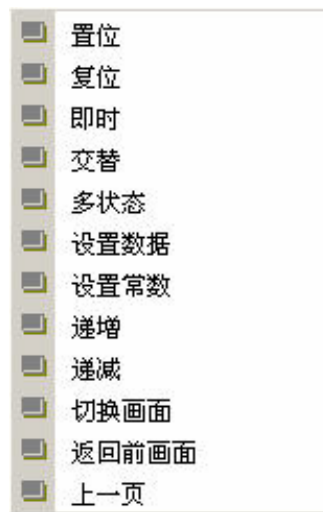 置位
复位
即时
交替
多状态
设置数据
设置常数
递增
递减
切换画面
返回前画面
上一页